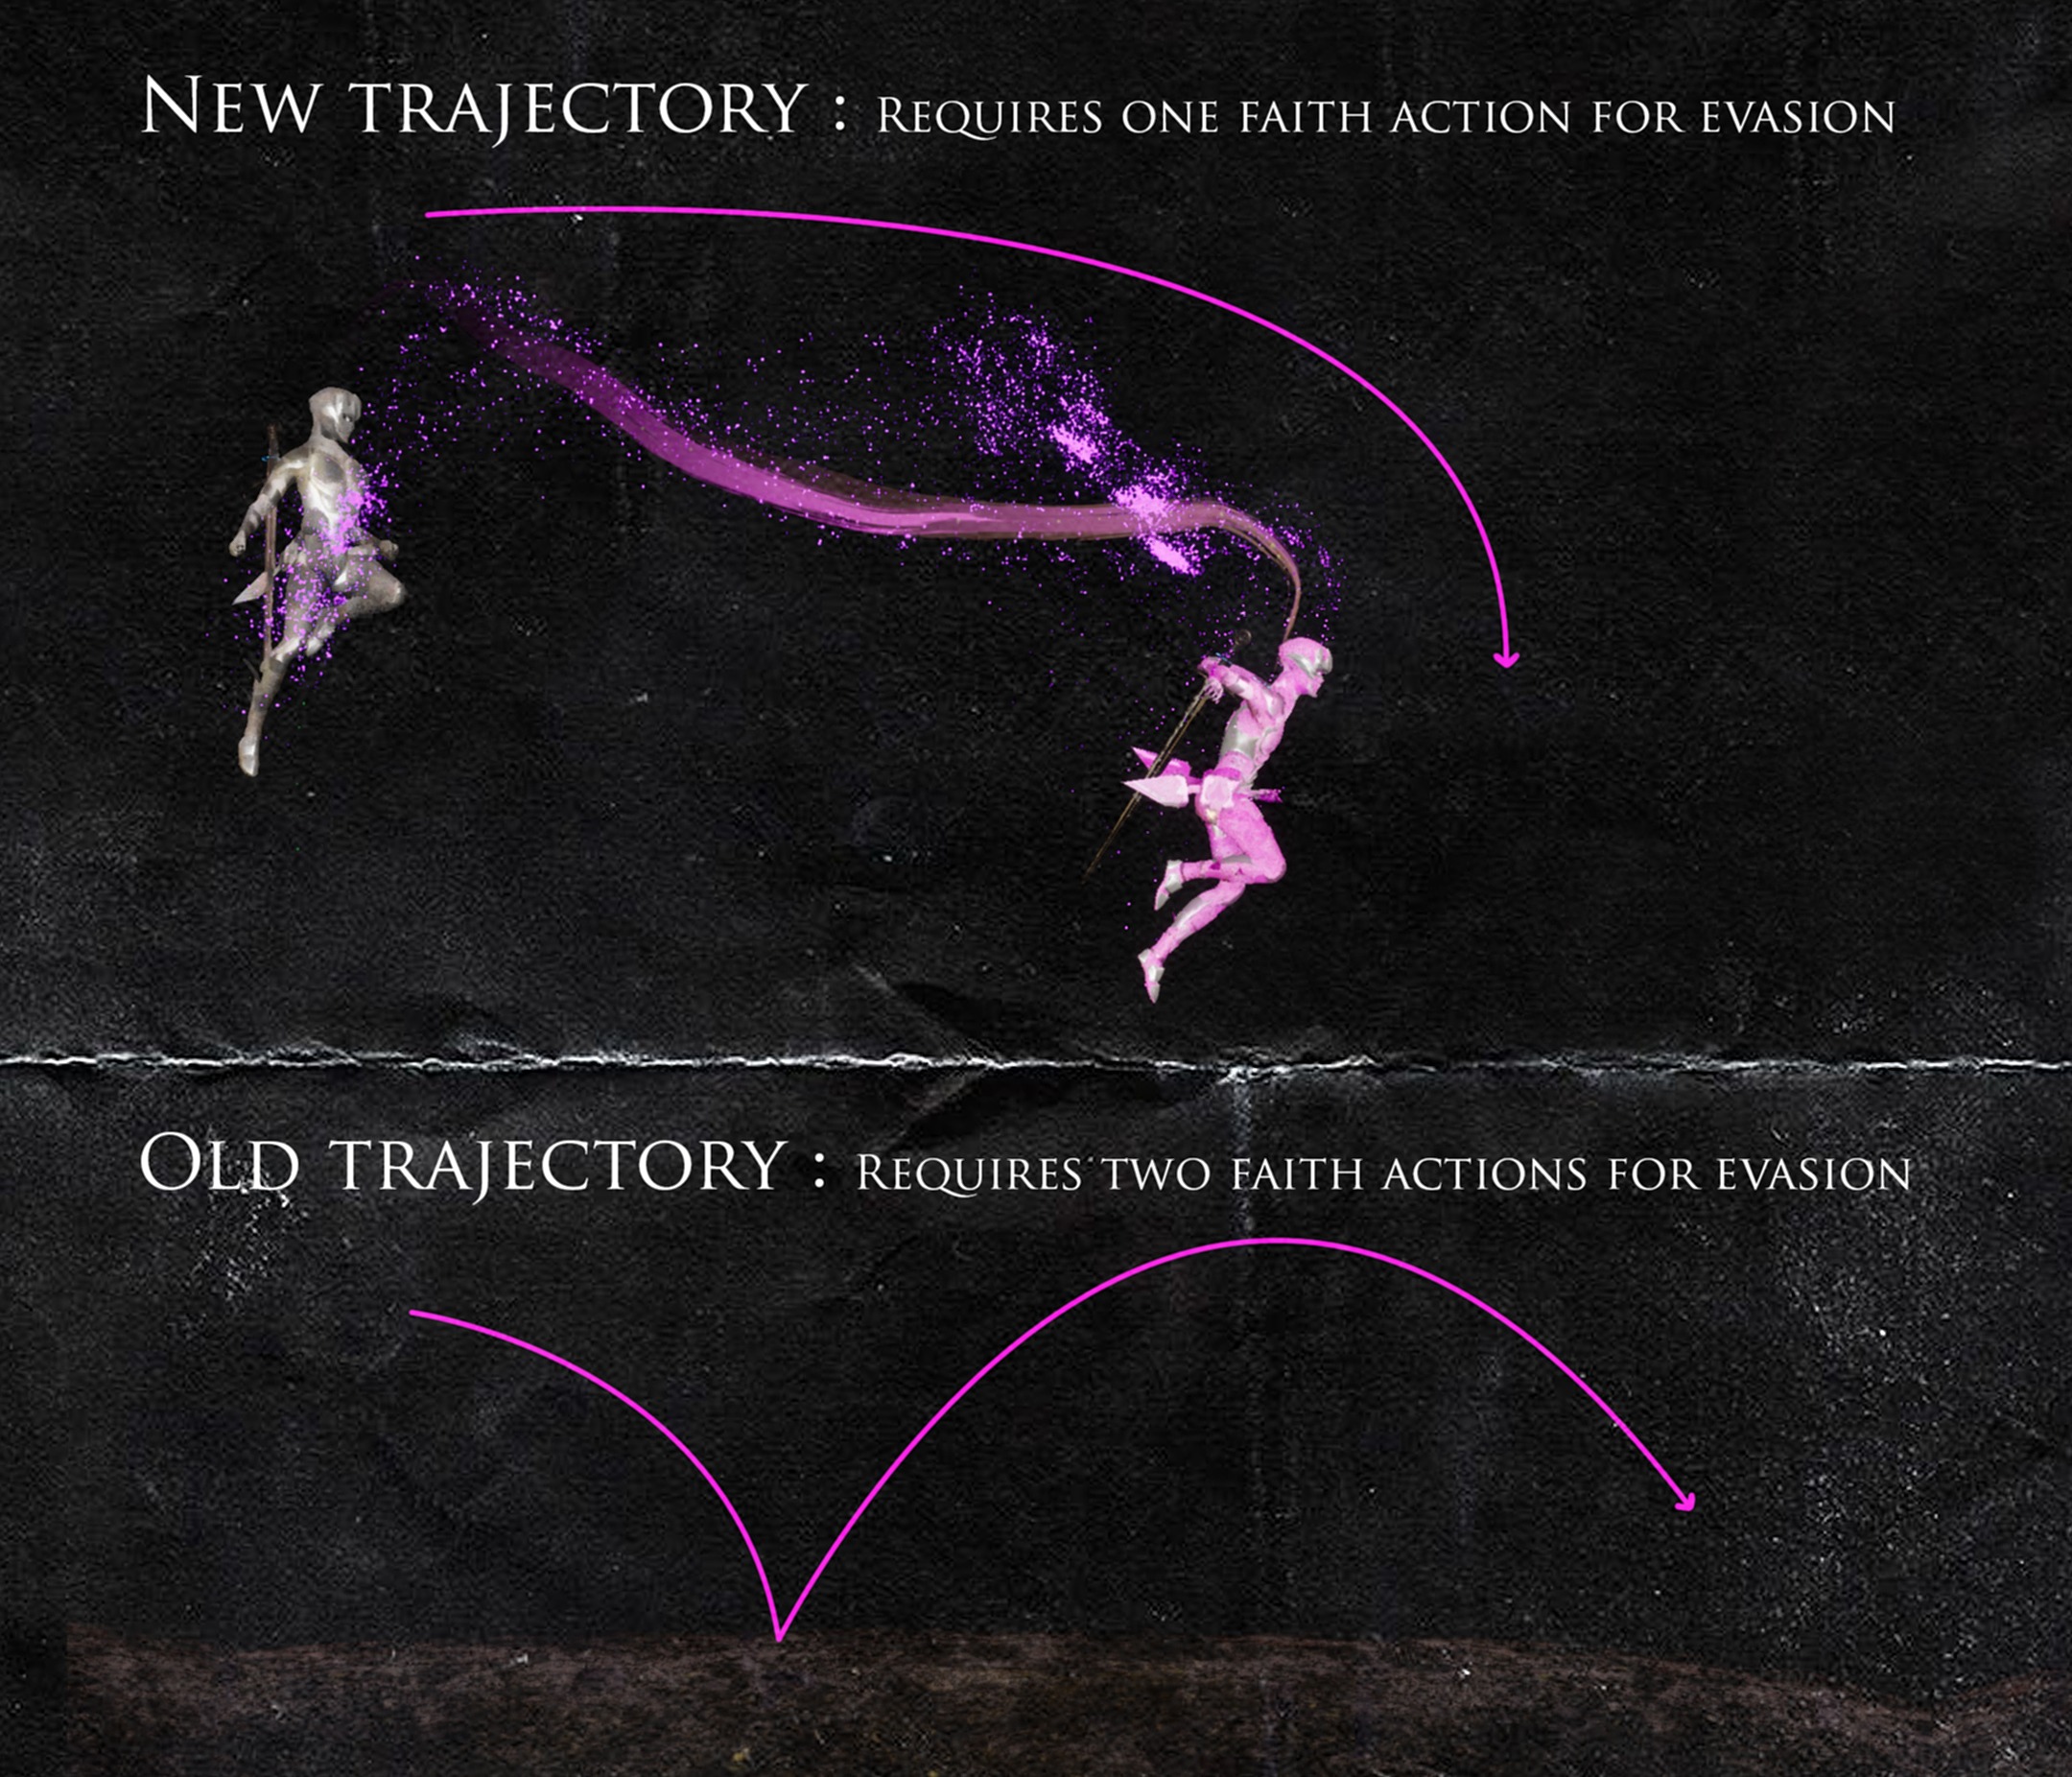 New trajectory : Requires one faith action for evasion
Old trajectory : Requires two faith actions for evasion